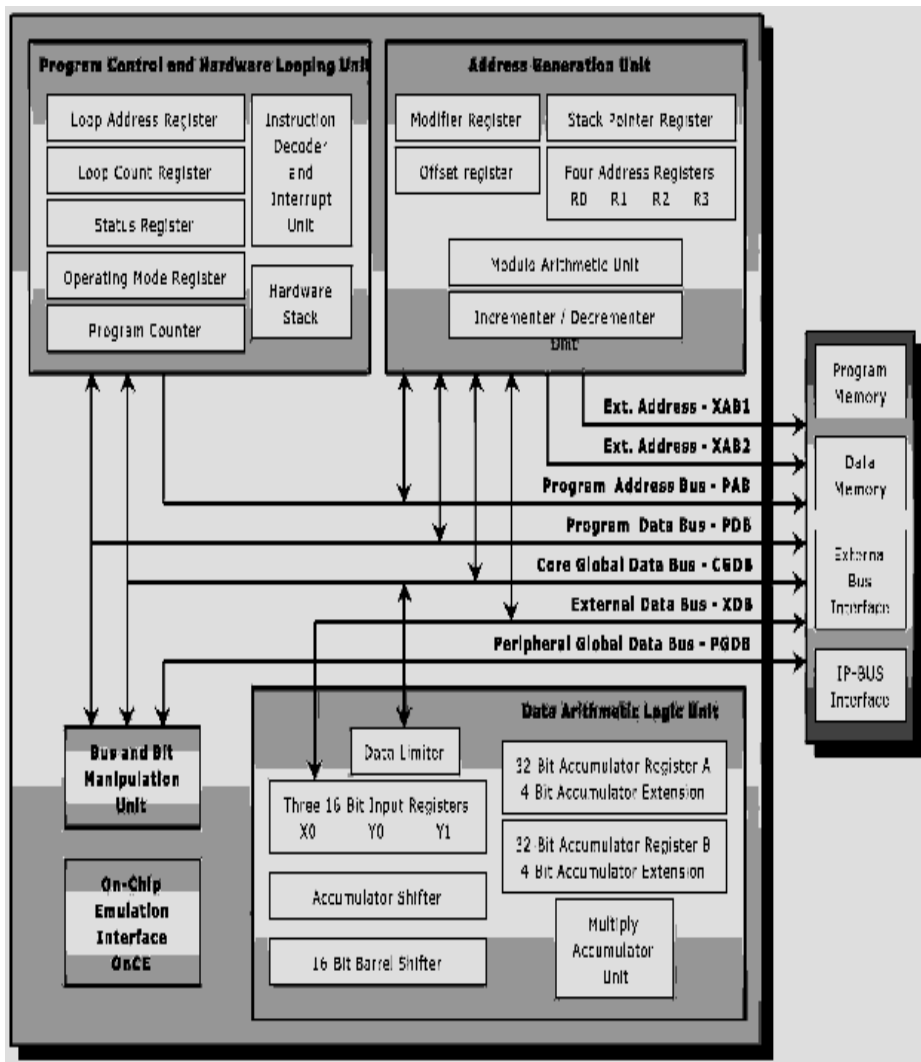 Program Control and Hardware Looping Unit
Loop Address Register
Loop Count Register
Status Register
Operating Mode Register
Program Counter
Instruction
Decoder
and
Interrupt
Unit
Hardware
Stack
Address Generation Unit
Modifier Register
Stack Pointer Register
Offset register
Four Address Registers
R0 R1 R2 R3
Modulo Arithmetic Unit
Incrementer / Decrementer
Unit
Ext. Address - XAB1
Ext. Address - XAB2
Program Address Bus - PAB
Program Data Bus - PDB
Core Global Data Bus - CGDB
External Data Bus - XDB
Peripheral Global Data Bus - PGDB
Program
Memory
Data
Memory
External
Bus
Interface
IP-BUS
Interface
Bus and Bit
Manipulation
Unit
On-Chip
Emulation
Interface
OnCE
Data Arithmetic Logic Unit
Data Limiter
Three 16 Bit Input Registers
X0 Y0 Y1
Accumulator Shifter
16 Bit Barrel Shifter
32 Bit Accumulator Register A
4 Bit Accumulator Extension
32 Bit Accumulator Register B
4 Bit Accumulator Extension
Multiply
Accumulator
Unit